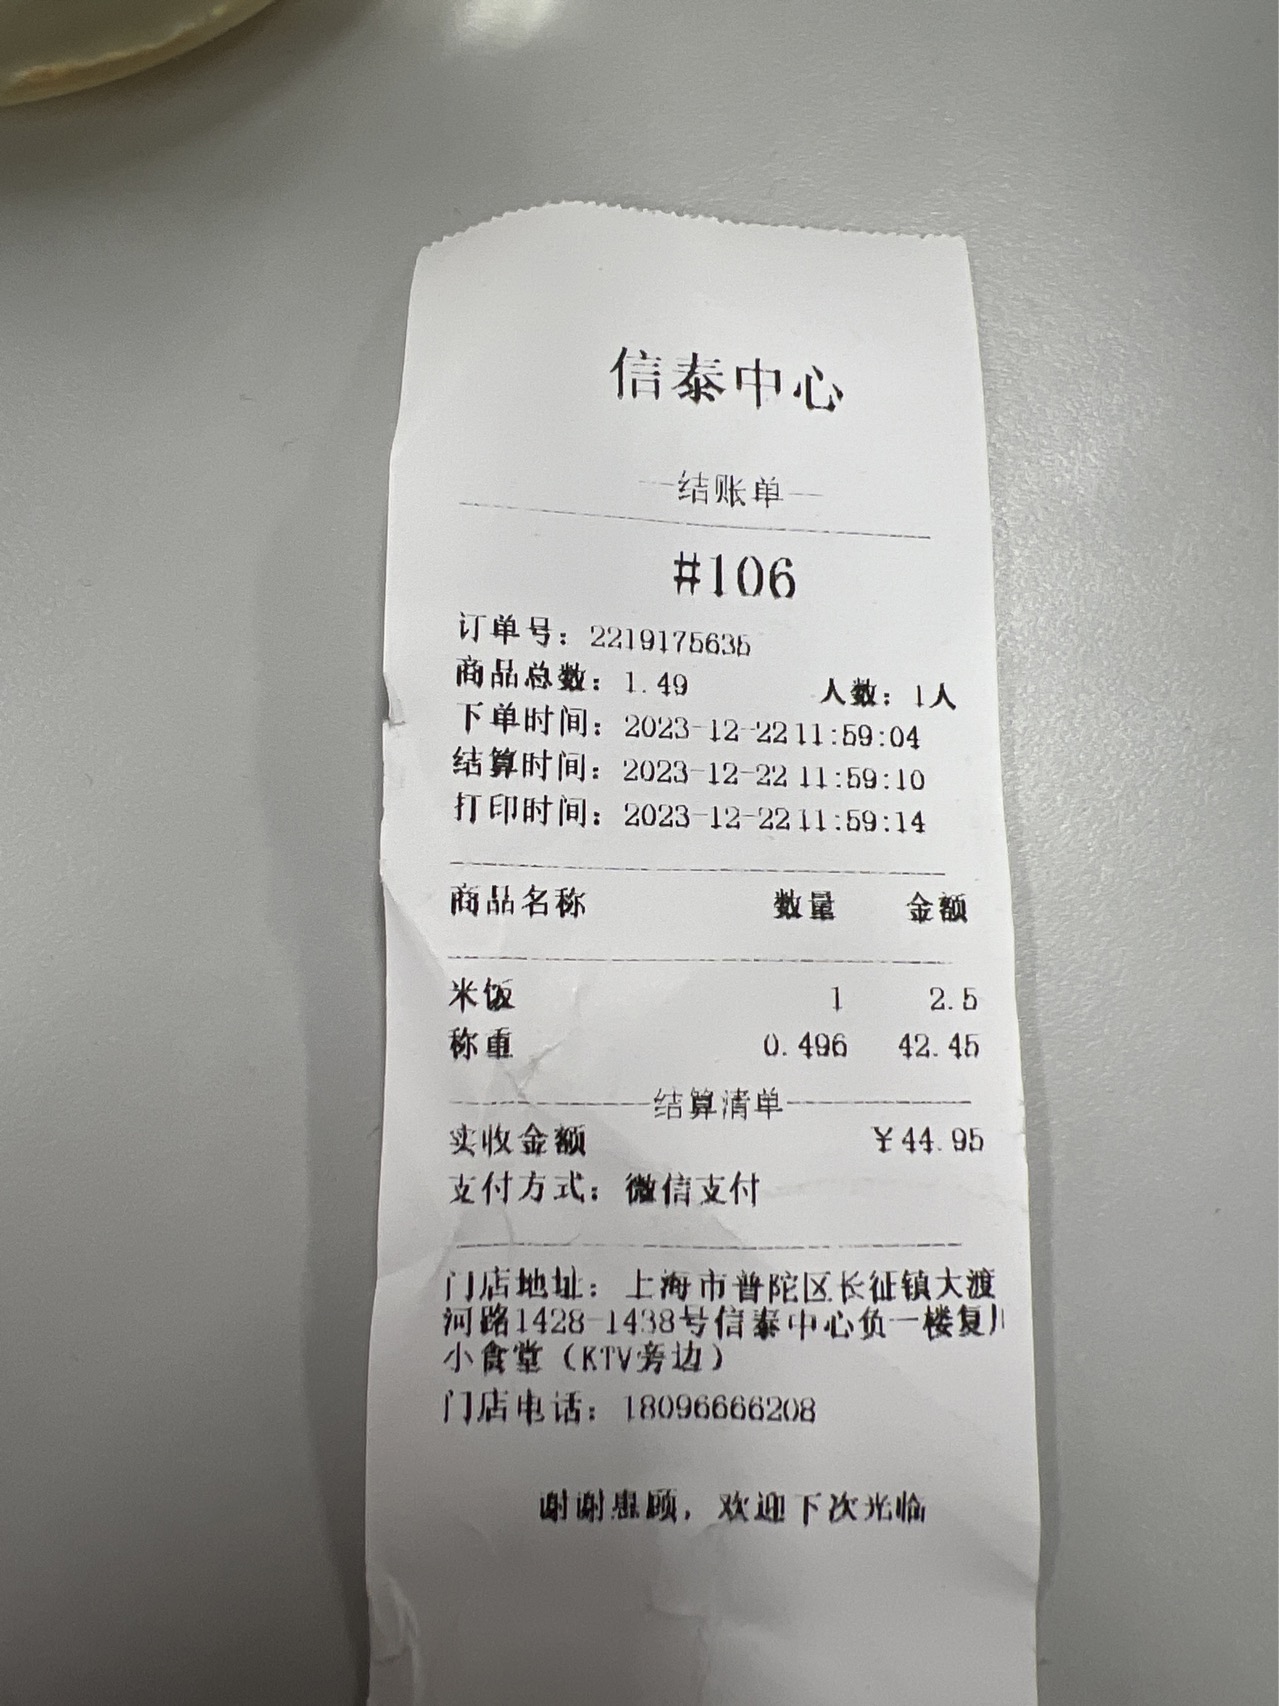 信泰中心
—结账单—
#106
订单号：2219175635
商品总数：1.49 人数：1人
下单时间：2023-12-22 11:59:04
结算时间：2023-12-22 11:59:10
打印时间：2023-12-22 11:59:14
商品名称 数量 金额
米饭 1 2.5
称重 0.496 42.45
结算清单
实收金额 ￥44.95
支付方式：微信支付
门店地址：上海市普陀区长征镇大渡
河路1428-1438号信泰中心负一楼复川
小食堂（KTV旁边）
门店电话：18096666208
谢谢惠顾，欢迎下次光临